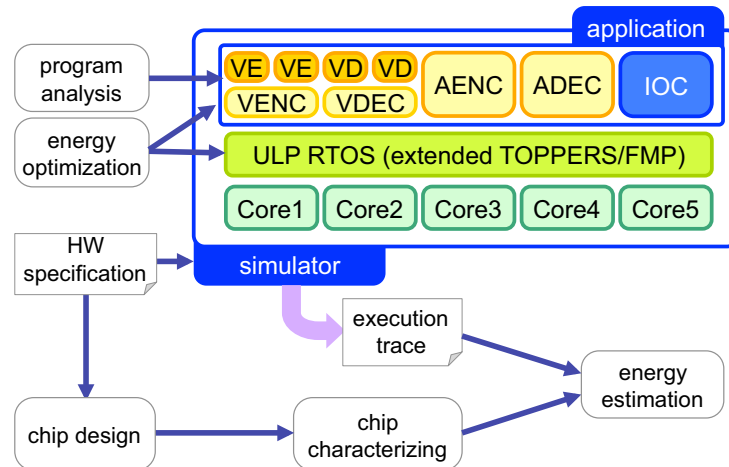 application
program
analysis
VE VE VD VD
VENC VDEC
AENC
ADEC
IOC
energy
optimization
ULP RTOS (extended TOPPERS/FMP)
Core1 Core2 Core3 Core4 Core5
HW
specification
simulator
execution
trace
energy
estimation
chip design
chip
characterizing